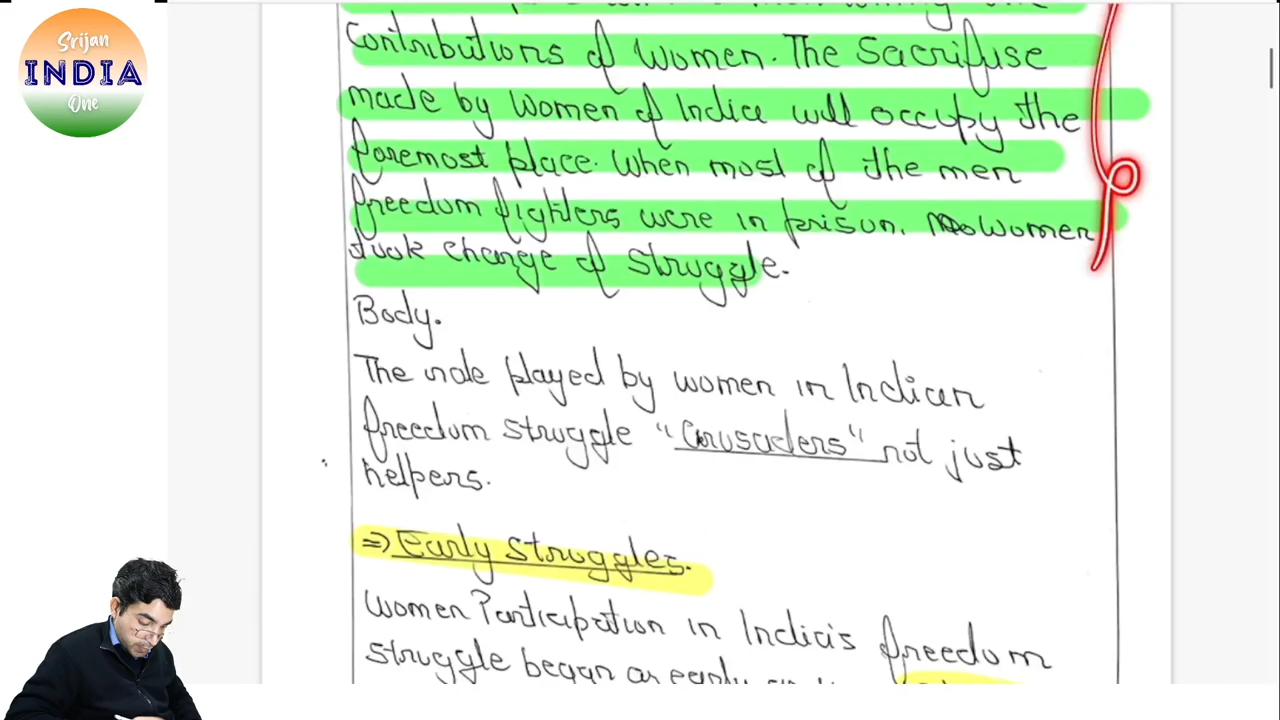 Srijan
INDIA
One
contributions of women. The Sacrifuse
made by women of India will occupy the
foremost place. When most of the men
freedom fighters were in prison. women
took charge of struggle.
Body.
The role played by women in Indian
freedom struggle "Crusaders" not just
helpers.
⇒ Early struggles.
Women Participation in India's freedom
struggle began as early